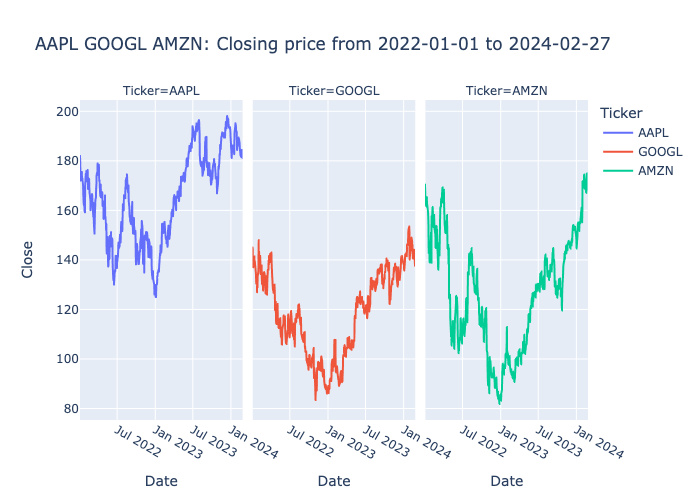 AAPL GOOGL AMZN: Closing price from 2022-01-01 to 2024-02-27
Ticker=AAPL
Ticker=GOOGL
Ticker=AMZN
Ticker
AAPL
GOOGL
AMZN
Close
200
180
160
140
120
100
80
Jul 2022
Jan 2023
Jul 2023
Jan 2024
Jul 2022
Jan 2023
Jul 2023
Jan 2024
Jul 2022
Jan 2023
Jul 2023
Jan 2024
Date
Date
Date